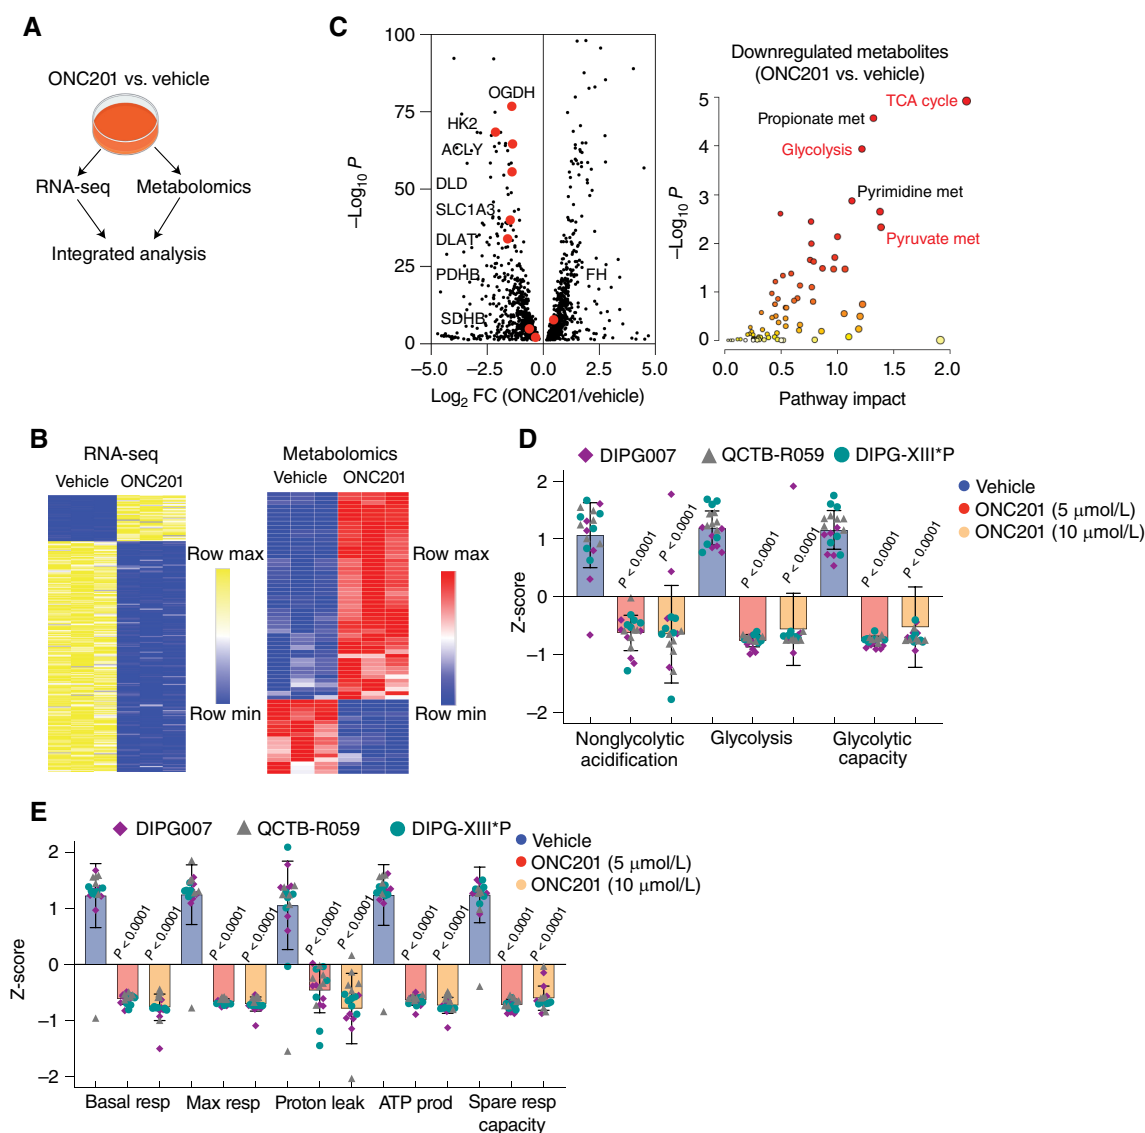 A
ONC201 vs. vehicle
RNA-seq
Metabolomics
Integrated analysis
C
−Log10 P
100
75
50
25
0
OGDH
HK2
ACLY
DLD
SLC1A3
DLAT
PDHB
SDHB
FH
−5.0
−2.5
0.0
2.5
5.0
Log2 FC (ONC201/vehicle)
Downregulated metabolites
(ONC201 vs. vehicle)
−Log10 P
5
4
3
2
1
0
TCA cycle
Propionate met
Glycolysis
Pyrimidine met
Pyruvate met
0.0
0.5
1.0
1.5
2.0
Pathway impact
B
RNA-seq
Vehicle
ONC201
Row max
Row min
Metabolomics
Vehicle
ONC201
Row max
Row min
D
DIPG007
QCTB-R059
DIPG-XIII*P
Vehicle
ONC201 (5 μmol/L)
ONC201 (10 μmol/L)
Z-score
2
1
0
−1
−2
P < 0.0001
P < 0.0001
P < 0.0001
P < 0.0001
P < 0.0001
P < 0.0001
Nonglycolytic
acidification
Glycolysis
Glycolytic
capacity
E
DIPG007
QCTB-R059
DIPG-XIII*P
Vehicle
ONC201 (5 μmol/L)
ONC201 (10 μmol/L)
Z-score
2
1
0
−1
−2
P < 0.0001
P < 0.0001
P < 0.0001
P < 0.0001
P < 0.0001
P < 0.0001
P < 0.0001
P < 0.0001
P < 0.0001
P < 0.0001
Basal resp
Max resp
Proton leak
ATP prod
Spare resp
capacity